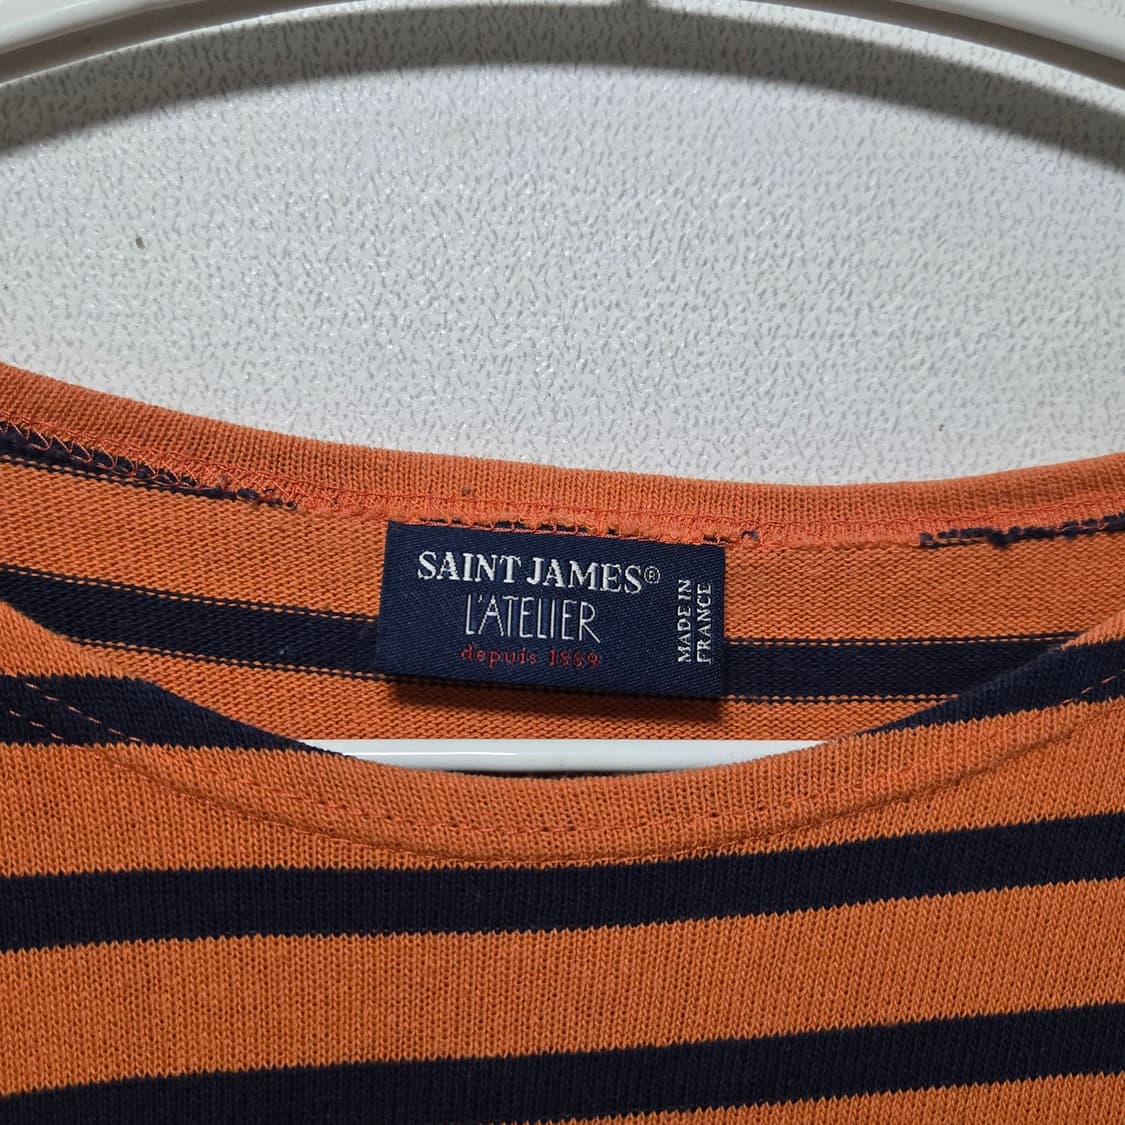 SAINT JAMES®
L'ATELIER
depuis 1889
MADE IN
FRANCE